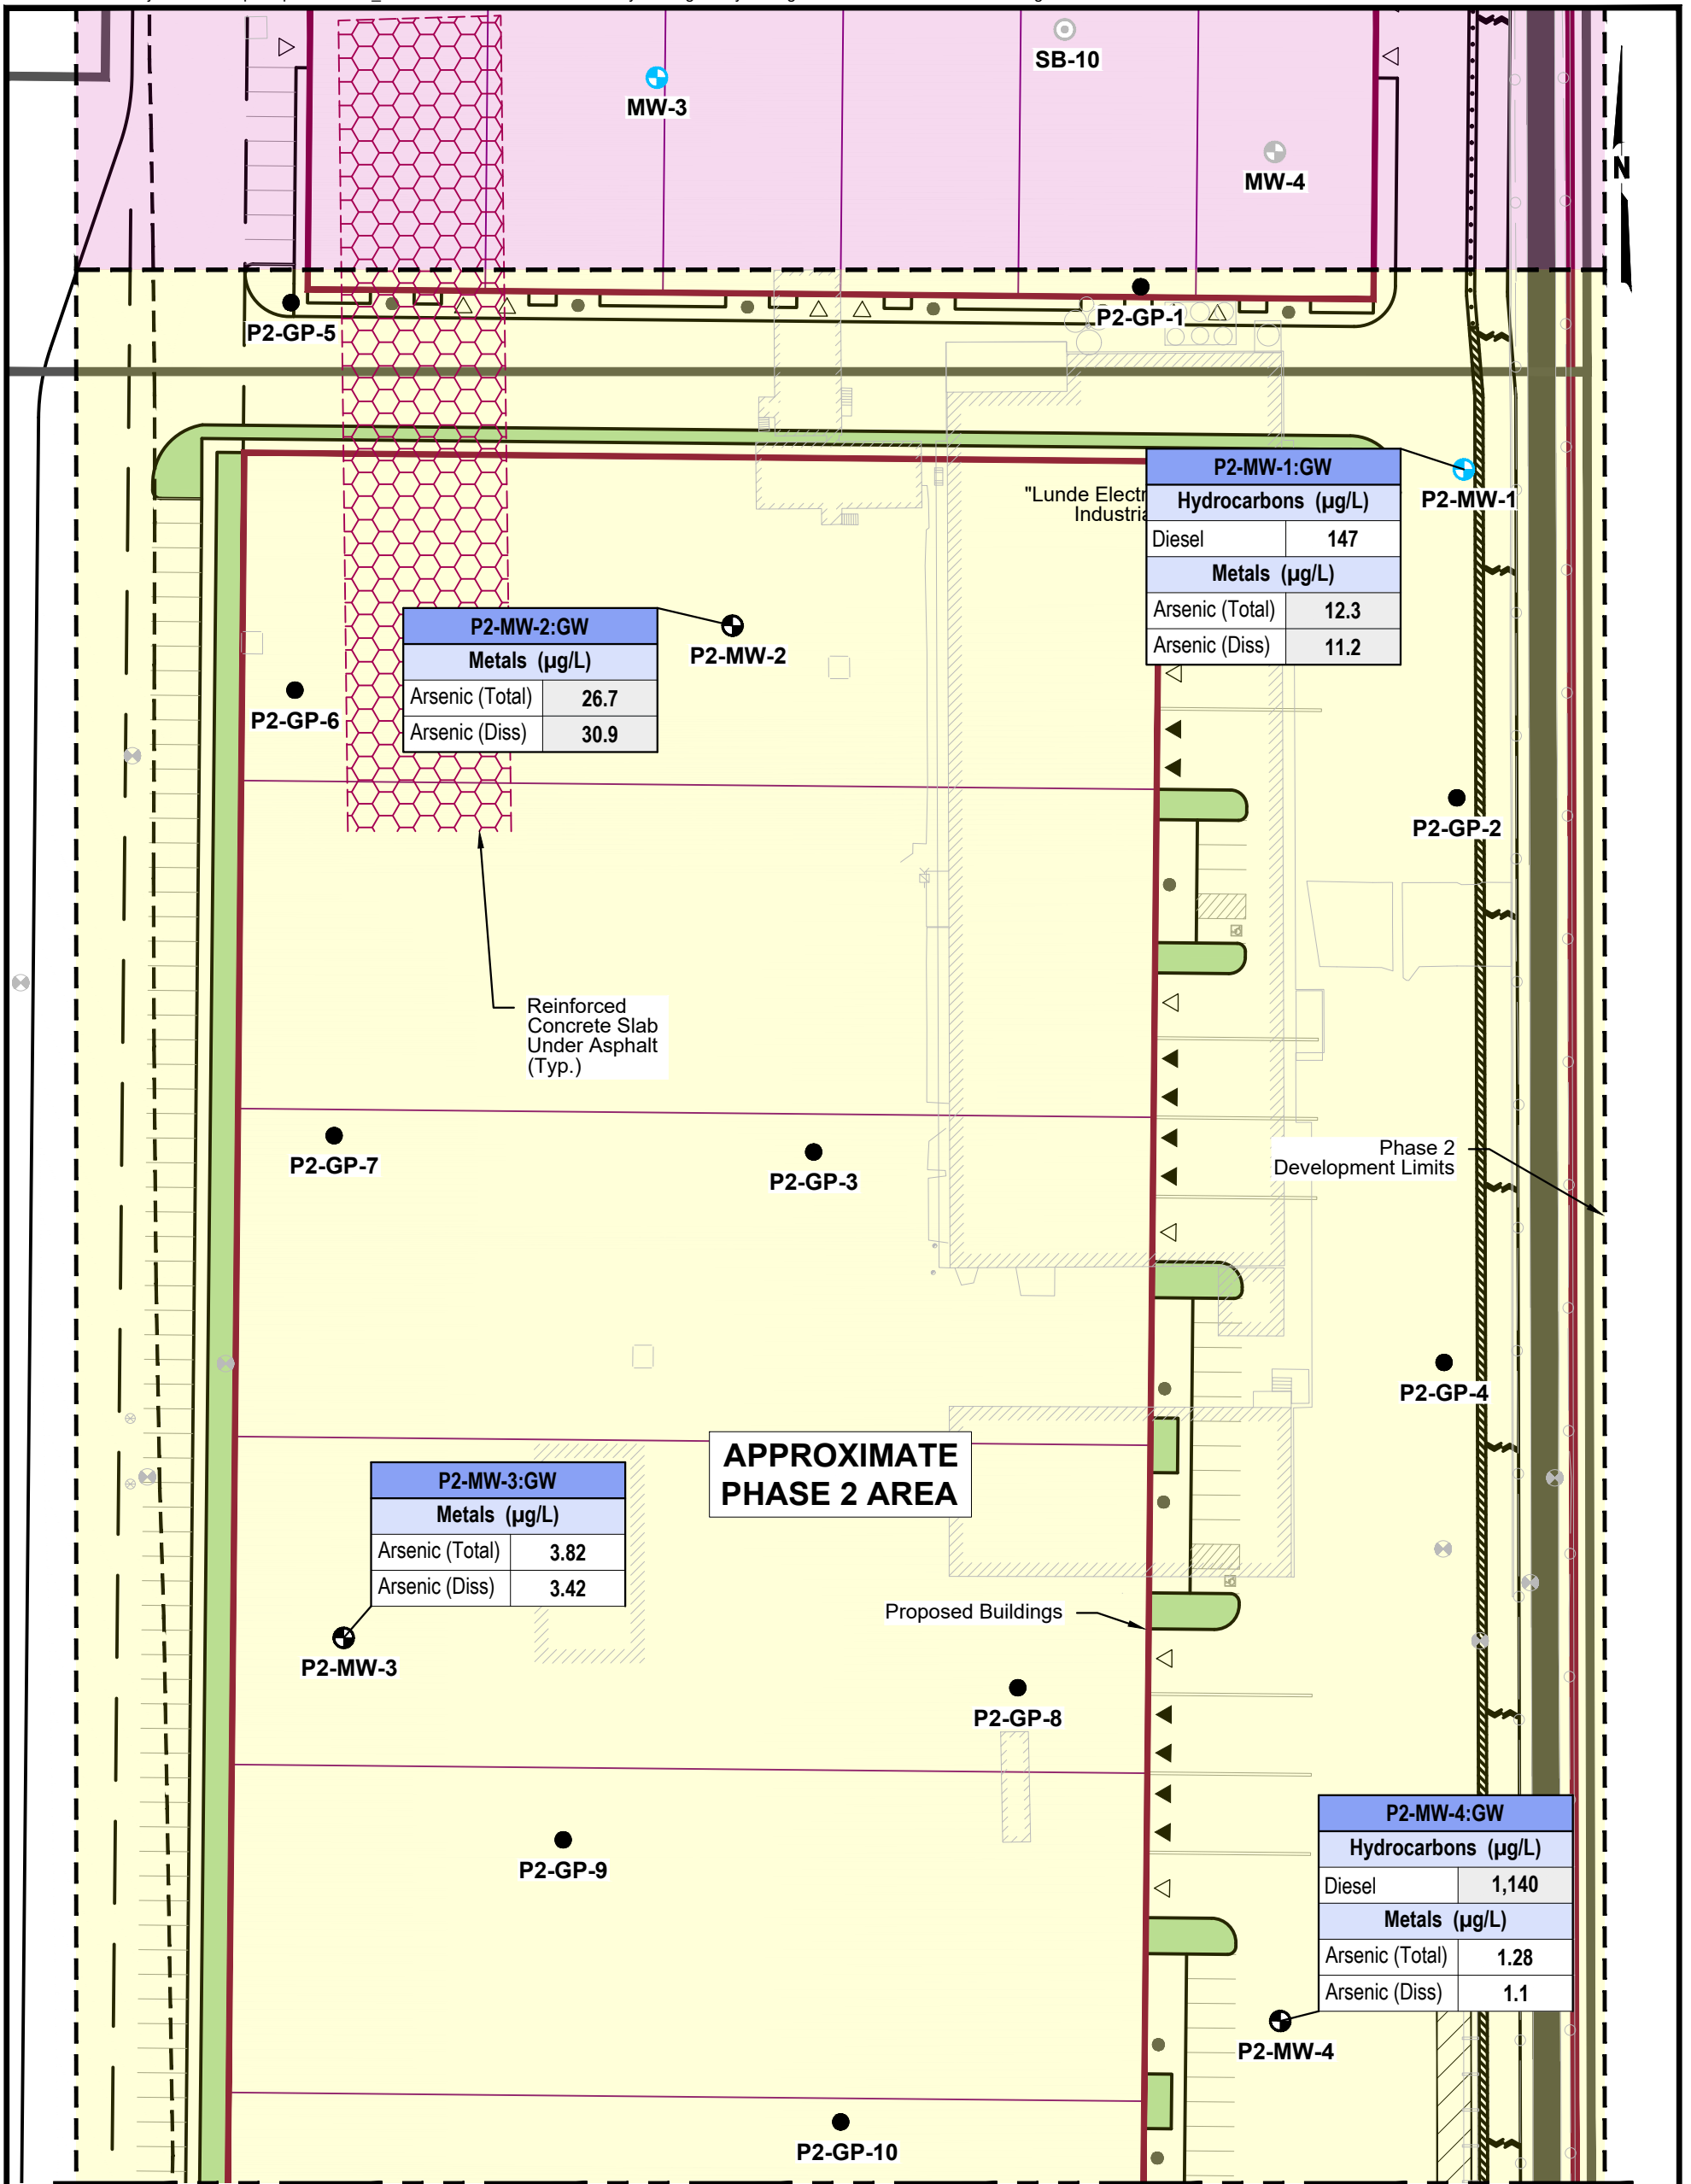 SB-10
MW-3
MW-4
N
P2-GP-5
P2-GP-1
"Lunde Electr
Industria
P2-MW-1:GW
Hydrocarbons (µg/L)
Diesel 147
Metals (µg/L)
Arsenic (Total) 12.3
Arsenic (Diss) 11.2
P2-MW-1
P2-MW-2:GW
Metals (µg/L)
Arsenic (Total) 26.7
Arsenic (Diss) 30.9
P2-MW-2
P2-GP-6
P2-GP-2
Reinforced
Concrete Slab
Under Asphalt
(Typ.)
P2-GP-7
P2-GP-3
Phase 2
Development Limits
P2-GP-4
APPROXIMATE
PHASE 2 AREA
P2-MW-3:GW
Metals (µg/L)
Arsenic (Total) 3.82
Arsenic (Diss) 3.42
Proposed Buildings
P2-MW-3
P2-GP-8
P2-GP-9
P2-MW-4:GW
Hydrocarbons (µg/L)
Diesel 1,140
Metals (µg/L)
Arsenic (Total) 1.28
Arsenic (Diss) 1.1
P2-MW-4
P2-GP-10